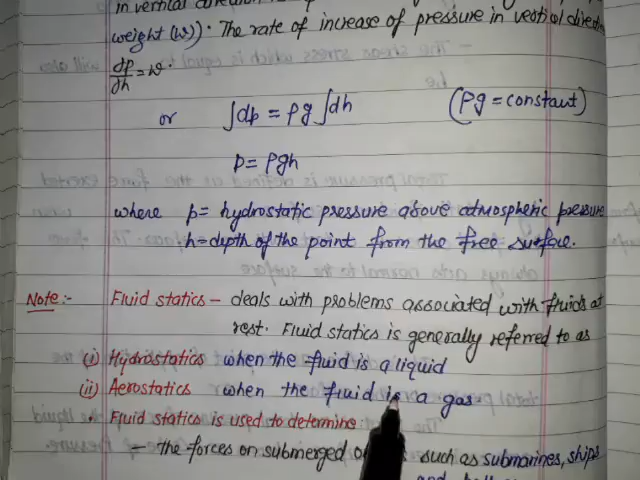 in vertical
weight (w)). The rate of increase of pressure in vertical direction
dp/dh = w.
or ∫dp = ρg ∫dh (ρg = constant)
p = ρgh
where p = hydrostatic pressure above atmospheric pressure
h = depth of the point from the free surface.
Note :- Fluid statics - deals with problems associated with fluids at
rest. Fluid statics is generally referred to as
(i) Hydrostatics when the fluid is a liquid
(ii) Aerostatics when the fluid is a gas.
• Fluid statics is used to determine
- the forces on submerged such as submarines, ships
and